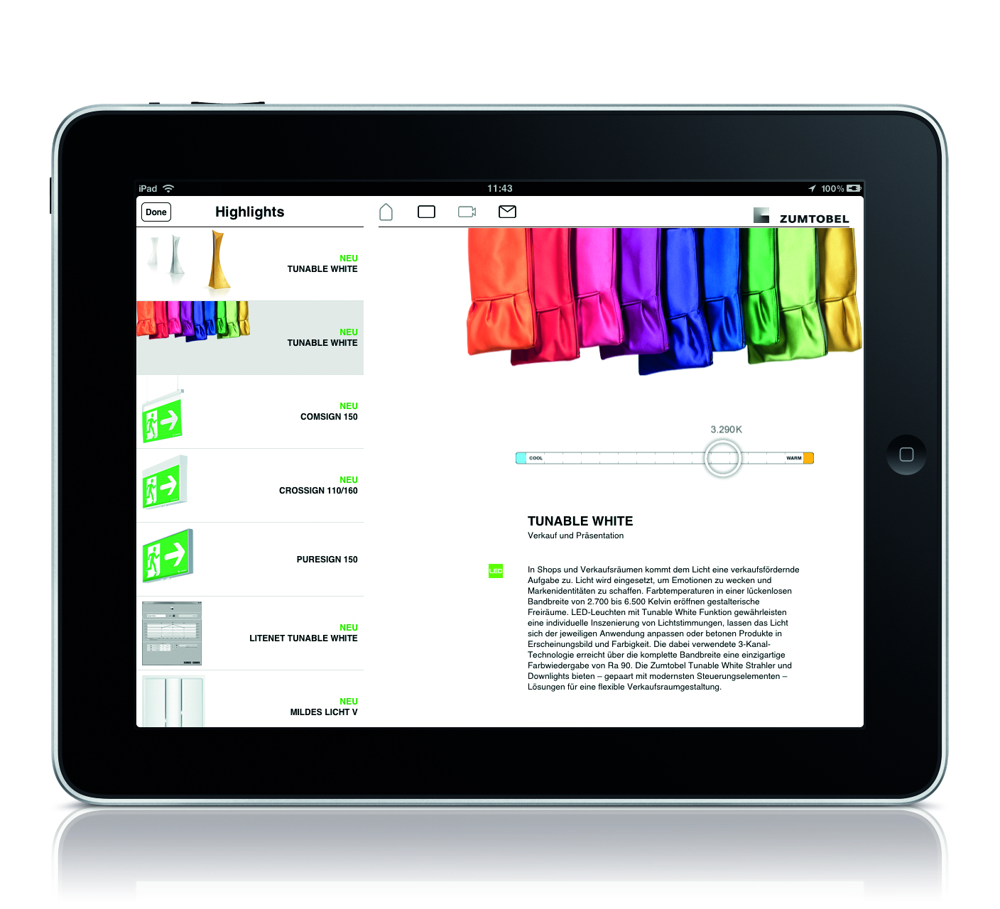 iPad
11:43
100%
Done
Highlights
ZUMTOBEL
NEU
TUNABLE WHITE
NEU
TUNABLE WHITE
NEU
COMSIGN 150
NEU
CROSSIGN 110/160
PURESIGN 150
NEU
LITENET TUNABLE WHITE
NEU
MILDES LICHT V
3.290K
COOL
WARM
TUNABLE WHITE
Verkauf und Präsentation
LED
In Shops und Verkaufsräumen kommt dem Licht eine verkaufsfördernde
Aufgabe zu. Licht wird eingesetzt, um Emotionen zu wecken und
Markenidentitäten zu schaffen. Farbtemperaturen in einer lückenlosen
Bandbreite von 2.700 bis 6.500 Kelvin eröffnen gestalterische
Freiräume. LED-Leuchten mit Tunable White Funktion gewährleisten
eine individuelle Inszenierung von Lichtstimmungen, lassen das Licht
sich der jeweiligen Anwendung anpassen oder betonen Produkte in
Erscheinungsbild und Farbigkeit. Die dabei verwendete 3-Kanal-
Technologie erreicht über die komplette Bandbreite eine einzigartige
Farbwiedergabe von Ra 90. Die Zumtobel Tunable White Strahler und
Downlights bieten – gepaart mit modernsten Steuerungselementen –
Lösungen für eine flexible Verkaufsraumgestaltung.